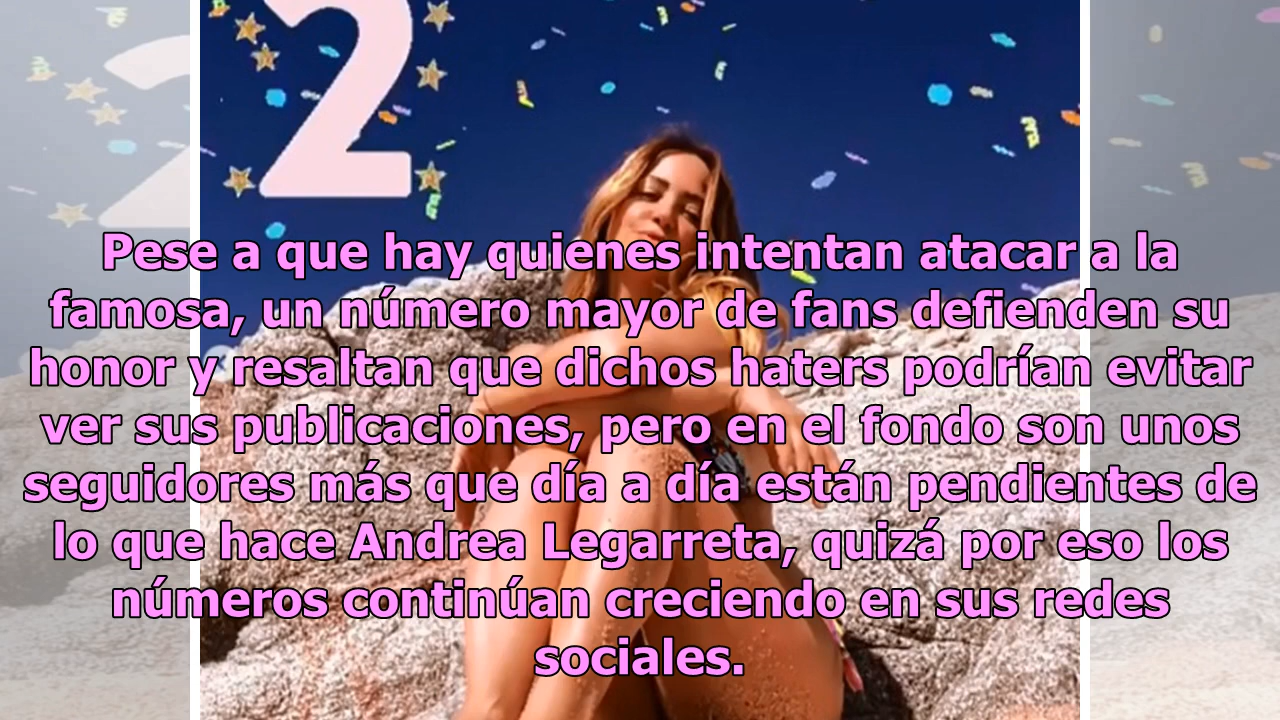 2
Pese a que hay quienes intentan atacar a la
famosa, un número mayor de fans defienden su
honor y resaltan que dichos haters podrían evitar
ver sus publicaciones, pero en el fondo son unos
seguidores más que día a día están pendientes de
lo que hace Andrea Legarreta, quizá por eso los
números continúan creciendo en sus redes
sociales.